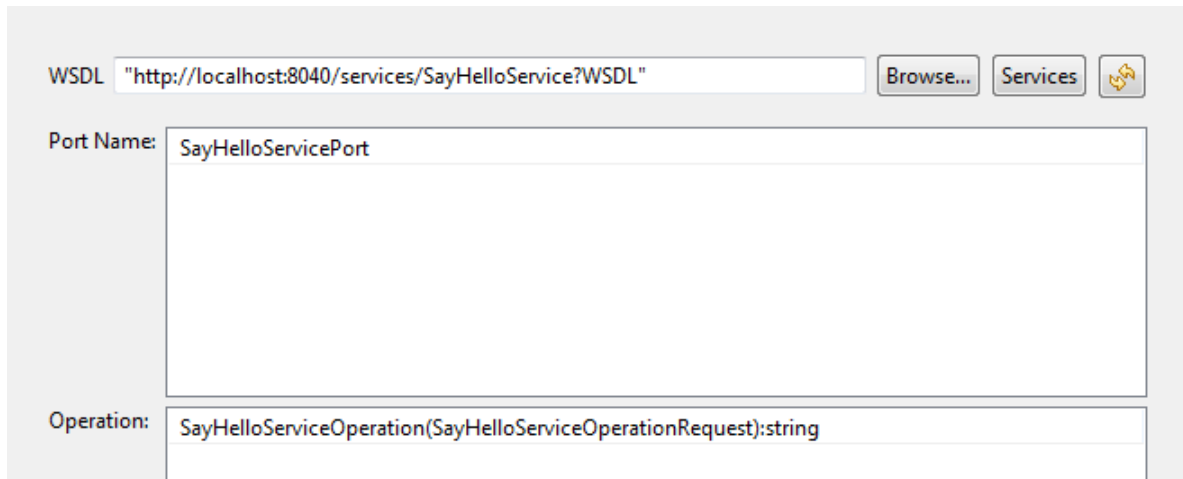 WSDL "http://localhost:8040/services/SayHelloService?WSDL" Browse... Services
Port Name: SayHelloServicePort
Operation: SayHelloServiceOperation(SayHelloServiceOperationRequest):string